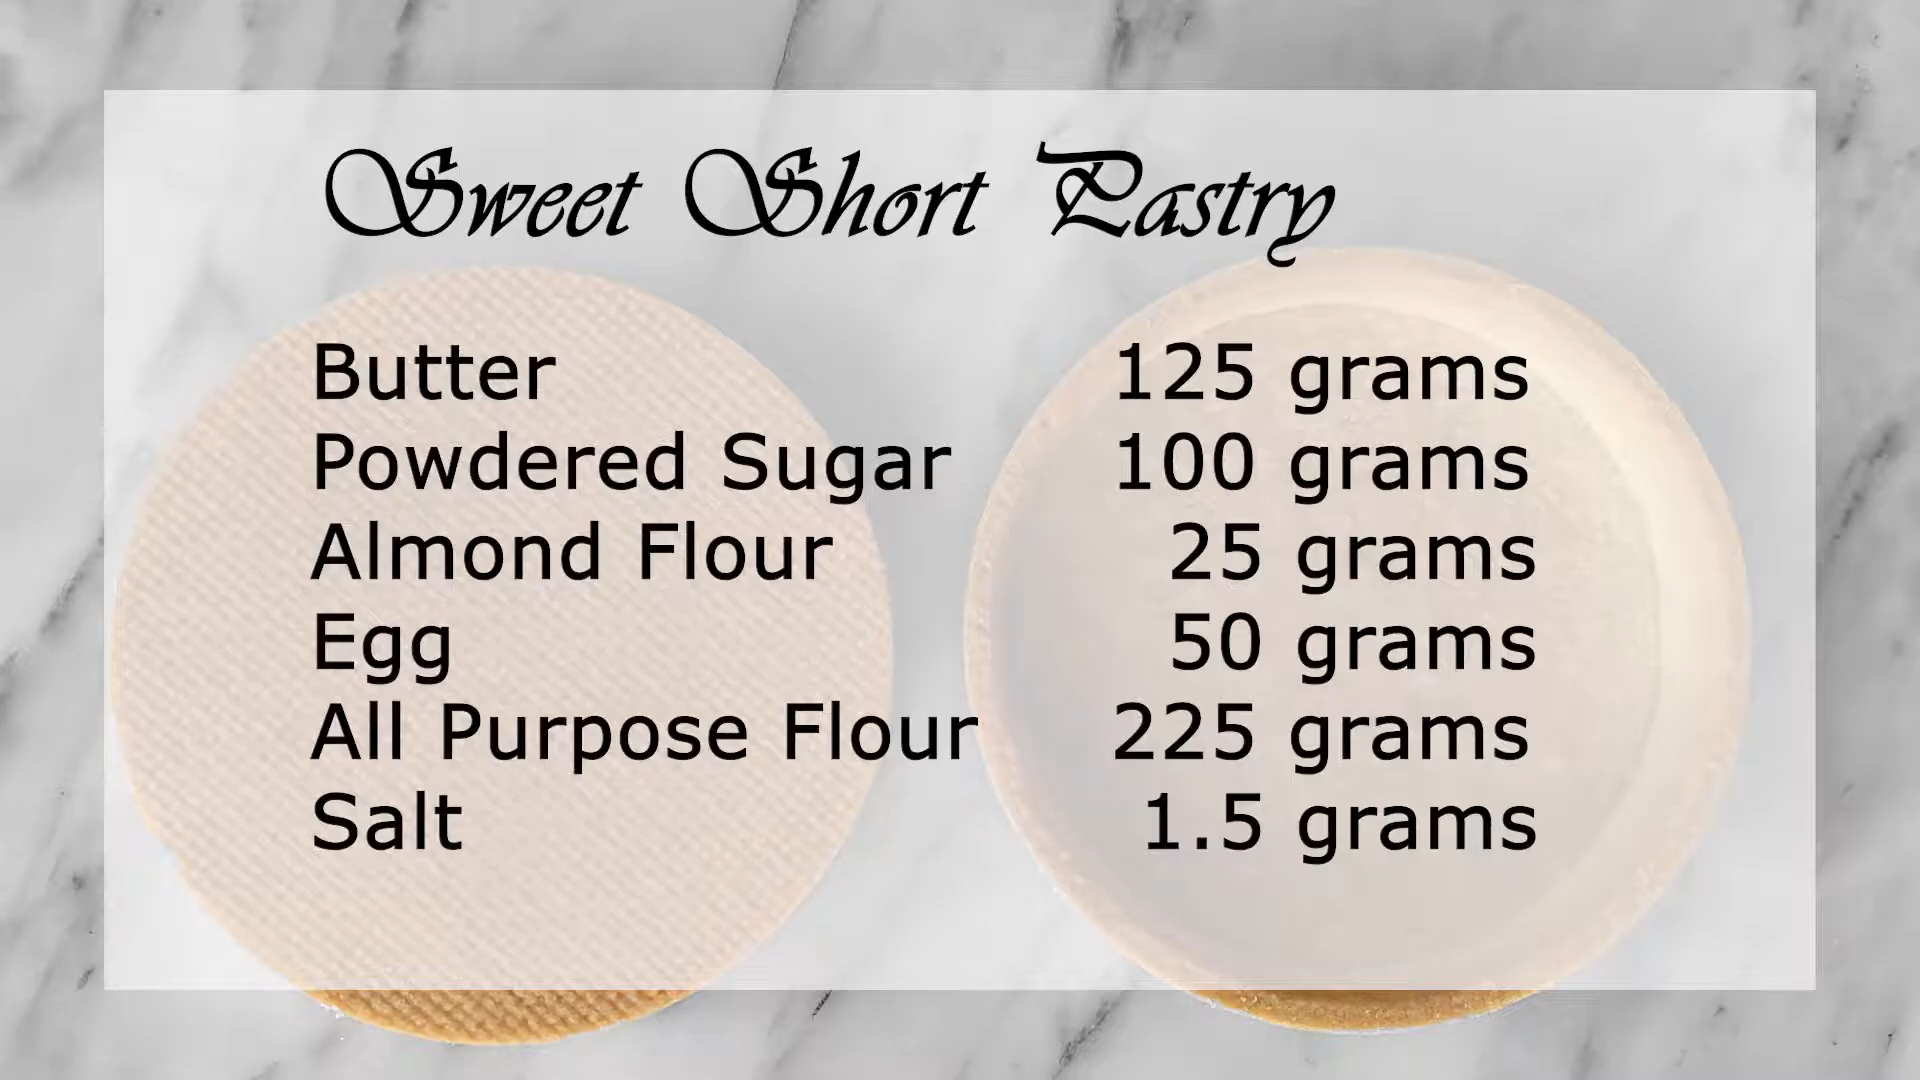 Sweet Short Pastry
Butter 125 grams
Powdered Sugar 100 grams
Almond Flour 25 grams
Egg 50 grams
All Purpose Flour 225 grams
Salt 1.5 grams